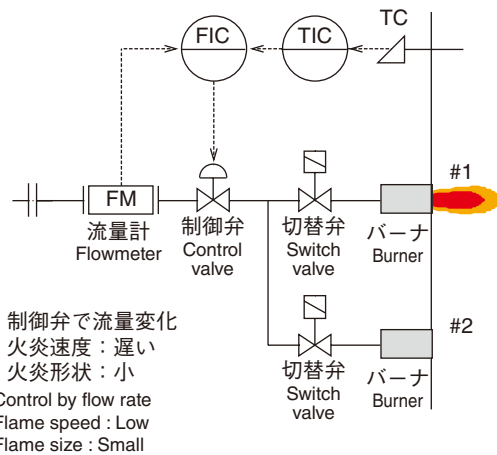 TC
FIC
TIC
FM
#1
流量計
Flowmeter
制御弁
Control
valve
切替弁
Switch
valve
バーナ
Burner
#2
切替弁
Switch
valve
バーナ
Burner
制御弁で流量変化
火炎速度：遅い
火炎形状：小
Control by flow rate
Flame speed : Low
Flame size : Small